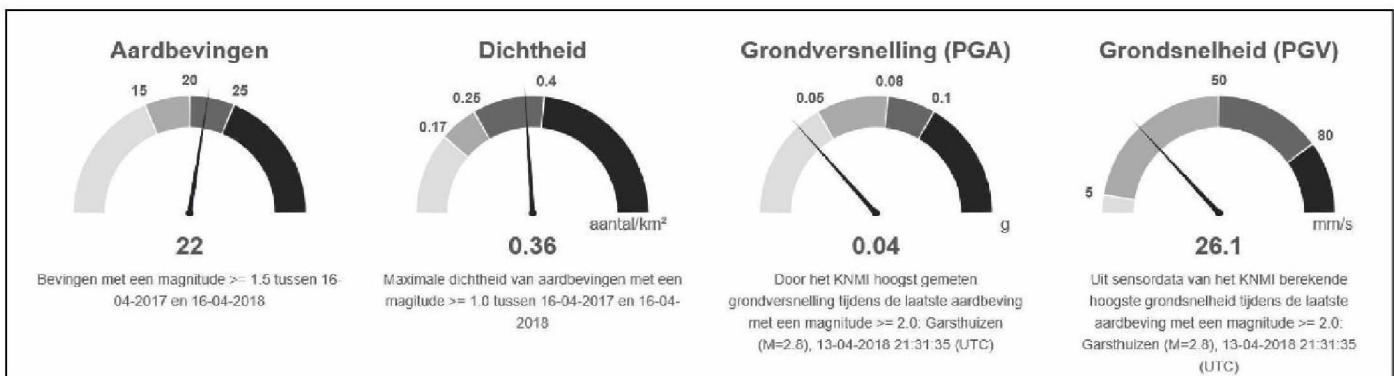 Aardbevingen
15
20
25
22
Bevingen met een magnitude >= 1.5 tussen 16-
04-2017 en 16-04-2018
Dichtheid
0.17
0.25
0.4
aantal/km²
0.36
Maximale dichtheid van aardbevingen met een
magitude >= 1.0 tussen 16-04-2017 en 16-04-
2018
Grondversnelling (PGA)
0.05
0.08
0.1
g
0.04
Door het KNMI hoogst gemeten
grondversnelling tijdens de laatste aardbeving
met een magnitude >= 2.0: Garsthuizen
(M=2.8), 13-04-2018 21:31:35 (UTC)
Grondsnelheid (PGV)
5
50
80
mm/s
26.1
Uit sensordata van het KNMI berekende
hoogste grondsnelheid tijdens de laatste
aardbeving met een magnitude >= 2.0:
Garsthuizen (M=2.8), 13-04-2018 21:31:35
(UTC)